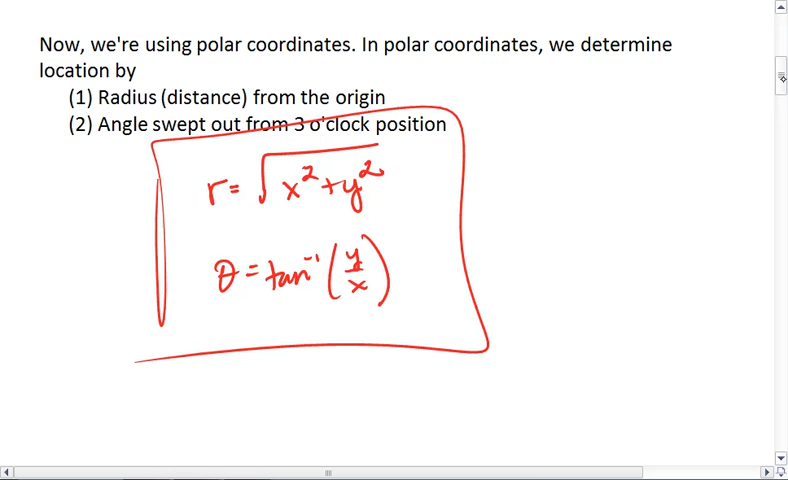 Now, we're using polar coordinates. In polar coordinates, we determine
location by
(1) Radius (distance) from the origin
(2) Angle swept out from 3 o'clock position
r = √x² + y²
θ = tan⁻¹ (y/x)